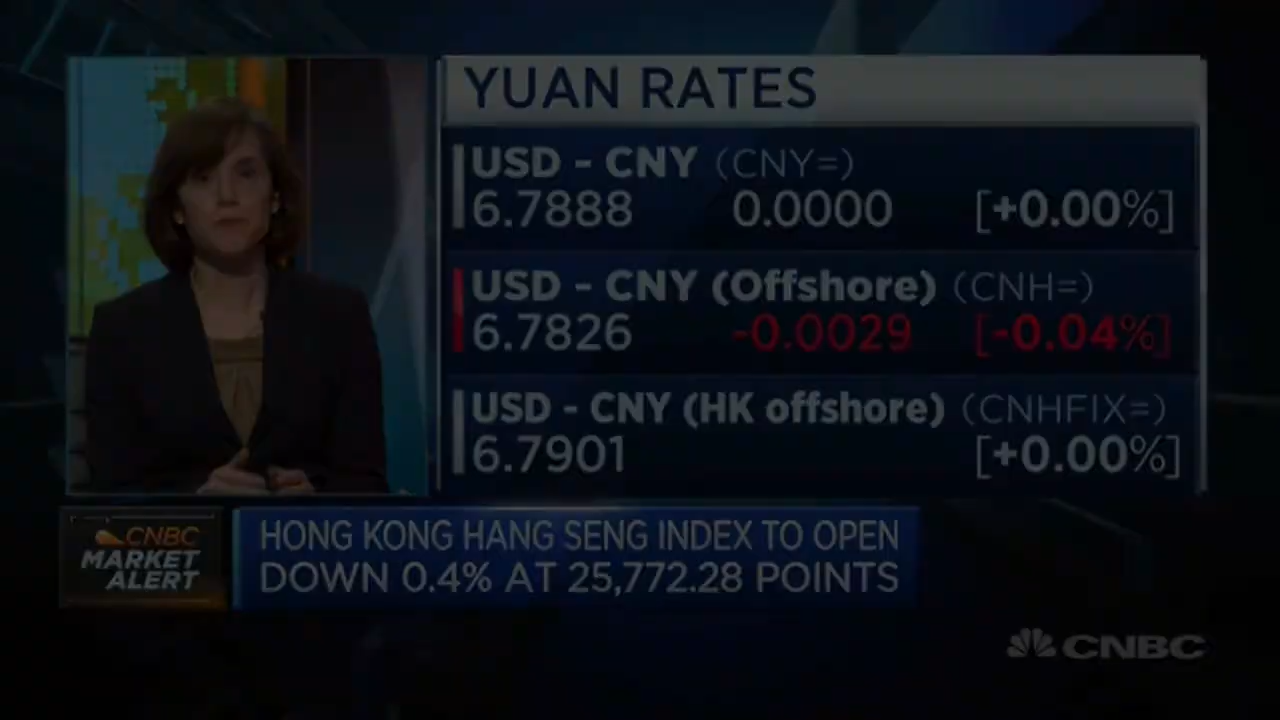 YUAN RATES
USD - CNY (CNY=)
6.7888 0.0000 [+0.00%]
USD - CNY (Offshore) (CNH=)
6.7826 -0.0029 [-0.04%]
USD - CNY (HK offshore) (CNHFIX=)
6.7901 [+0.00%]
CNBC
MARKET
ALERT
HONG KONG HANG SENG INDEX TO OPEN
DOWN 0.4% AT 25,772.28 POINTS
CNBC